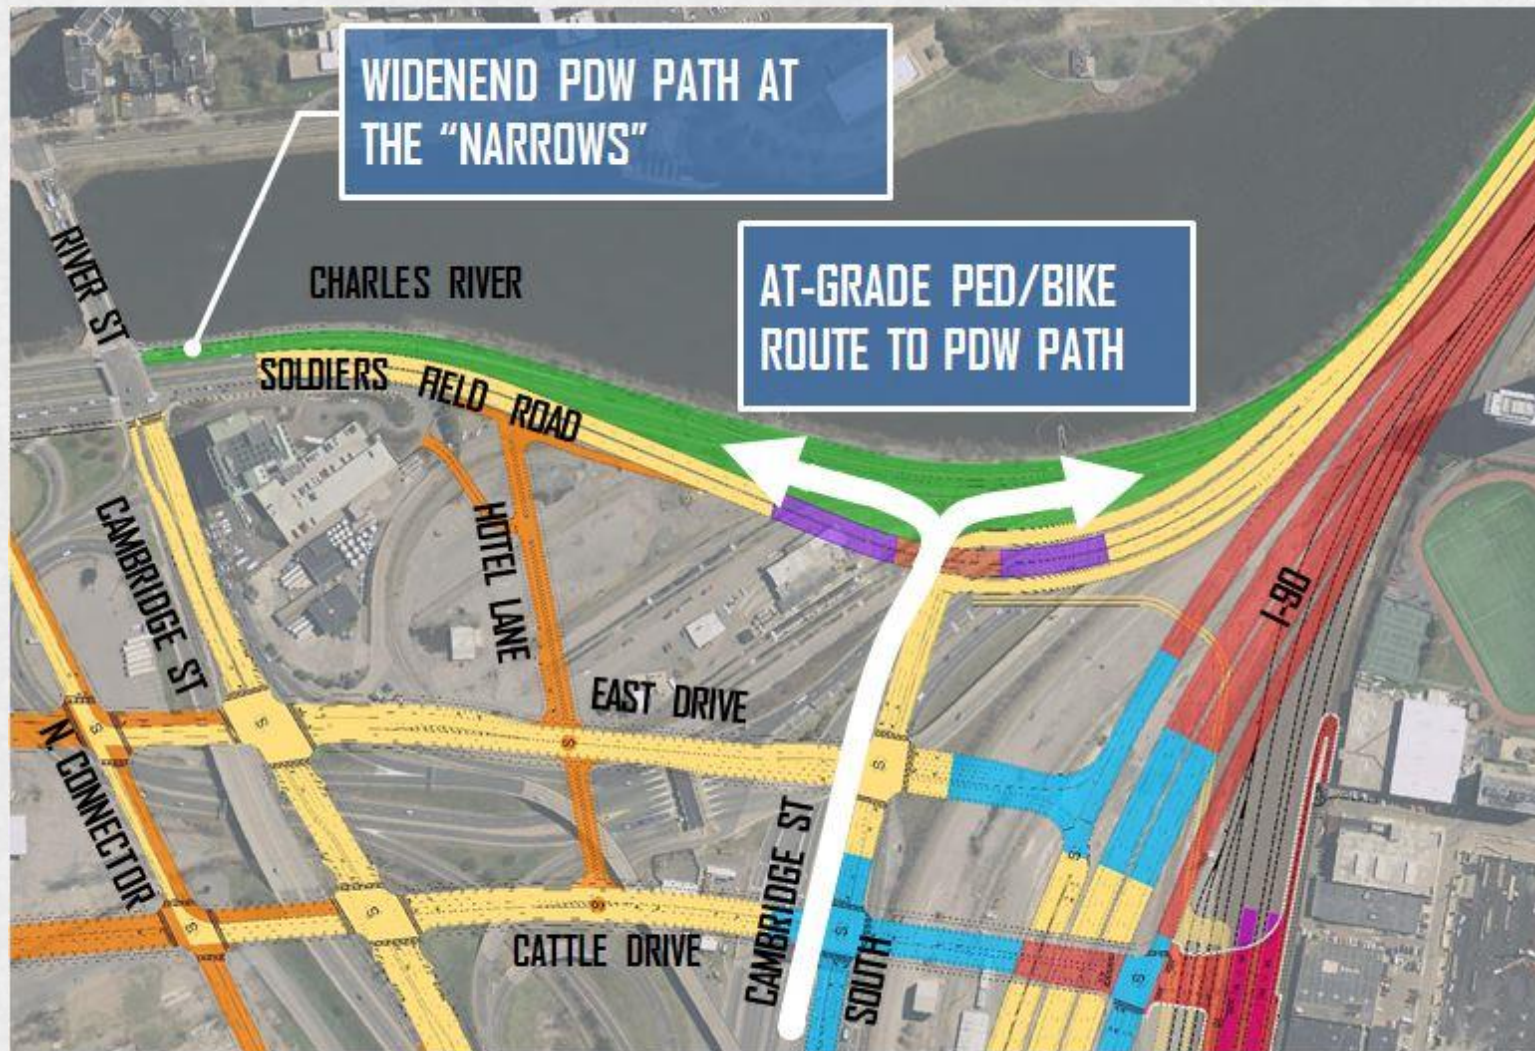 WIDENEND PDW PATH AT
THE “NARROWS”
AT-GRADE PED/BIKE
ROUTE TO PDW PATH
RIVER ST
CHARLES RIVER
SOLDIERS FIELD ROAD
CAMBRIDGE ST
HOTEL LANE
EAST DRIVE
I-90
N. CONNECTOR
CATTLE DRIVE
CAMBRIDGE ST
SOUTH
S
S
S
S
S
S
S
S
S
S